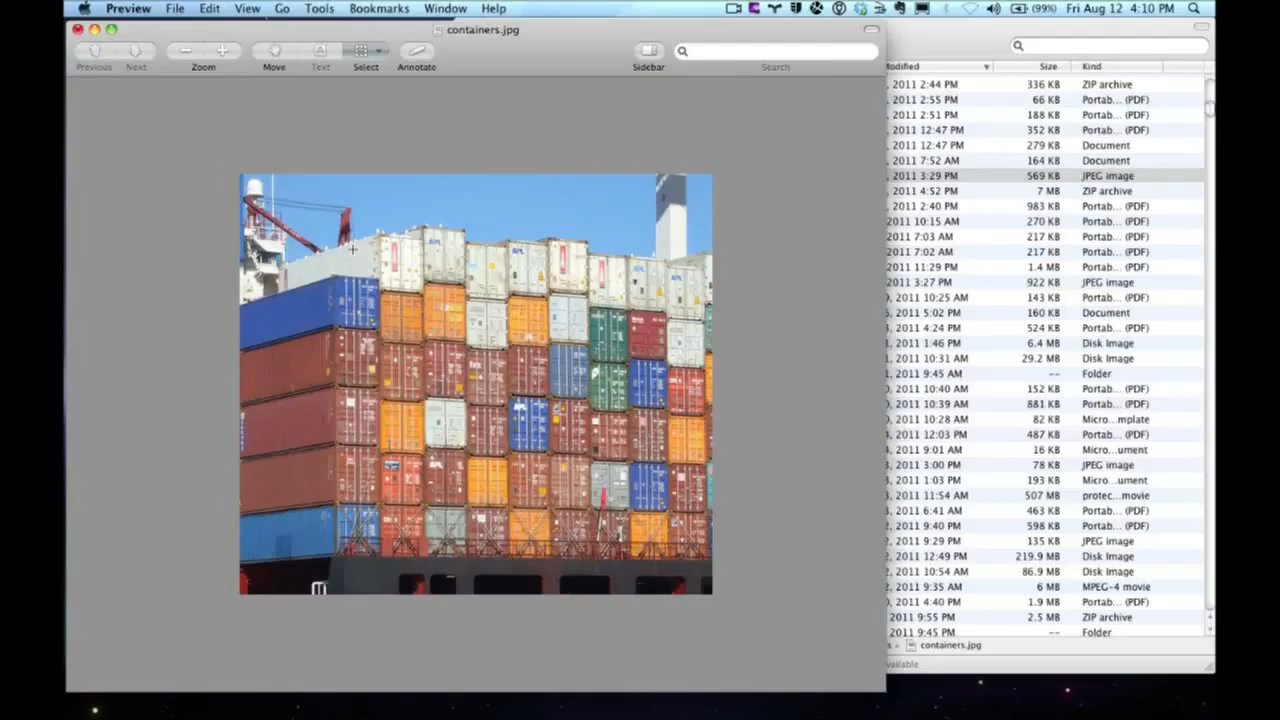 Preview File Edit View Go Tools Bookmarks Window Help (99%) Fri Aug 12 4:10 PM
containers.jpg
Previous Next Zoom Move Text Select Annotate Sidebar Search
Modified Size Kind
, 2011 2:44 PM 336 KB ZIP archive
, 2011 2:55 PM 66 KB Portab... (PDF)
, 2011 2:51 PM 188 KB Portab... (PDF)
, 2011 12:47 PM 352 KB Portab... (PDF)
, 2011 12:47 PM 279 KB Document
, 2011 7:52 AM 164 KB Document
, 2011 3:29 PM 569 KB JPEG image
, 2011 4:52 PM 7 MB ZIP archive
, 2011 2:40 PM 983 KB Portab... (PDF)
, 2011 10:15 AM 270 KB Portab... (PDF)
2011 7:03 AM 217 KB Portab... (PDF)
2011 7:02 AM 217 KB Portab... (PDF)
2011 11:29 PM 1.4 MB Portab... (PDF)
2011 3:27 PM 922 KB JPEG image
, 2011 10:25 AM 143 KB Portab... (PDF)
, 2011 5:02 PM 160 KB Document
, 2011 4:24 PM 524 KB Portab... (PDF)
, 2011 1:46 PM 6.4 MB Disk Image
, 2011 10:31 AM 29.2 MB Disk Image
, 2011 9:45 AM -- Folder
, 2011 10:40 AM 152 KB Portab... (PDF)
, 2011 10:39 AM 881 KB Portab... (PDF)
, 2011 10:28 AM 82 KB Micro...mplate
, 2011 12:03 PM 487 KB Portab... (PDF)
, 2011 9:01 AM 16 KB Micro...ument
, 2011 3:00 PM 78 KB JPEG image
, 2011 1:03 PM 193 KB Micro...ument
, 2011 11:54 AM 507 MB protec...movie
, 2011 6:41 AM 463 KB Portab... (PDF)
, 2011 9:40 PM 598 KB Portab... (PDF)
, 2011 9:29 PM 135 KB JPEG image
, 2011 12:49 PM 219.9 MB Disk Image
, 2011 10:54 AM 86.9 MB Disk Image
, 2011 9:35 AM 6 MB MPEG-4 movie
, 2011 4:40 PM 1.9 MB Portab... (PDF)
2011 9:55 PM 2.5 MB ZIP archive
2011 9:45 PM -- Folder
containers.jpg
available